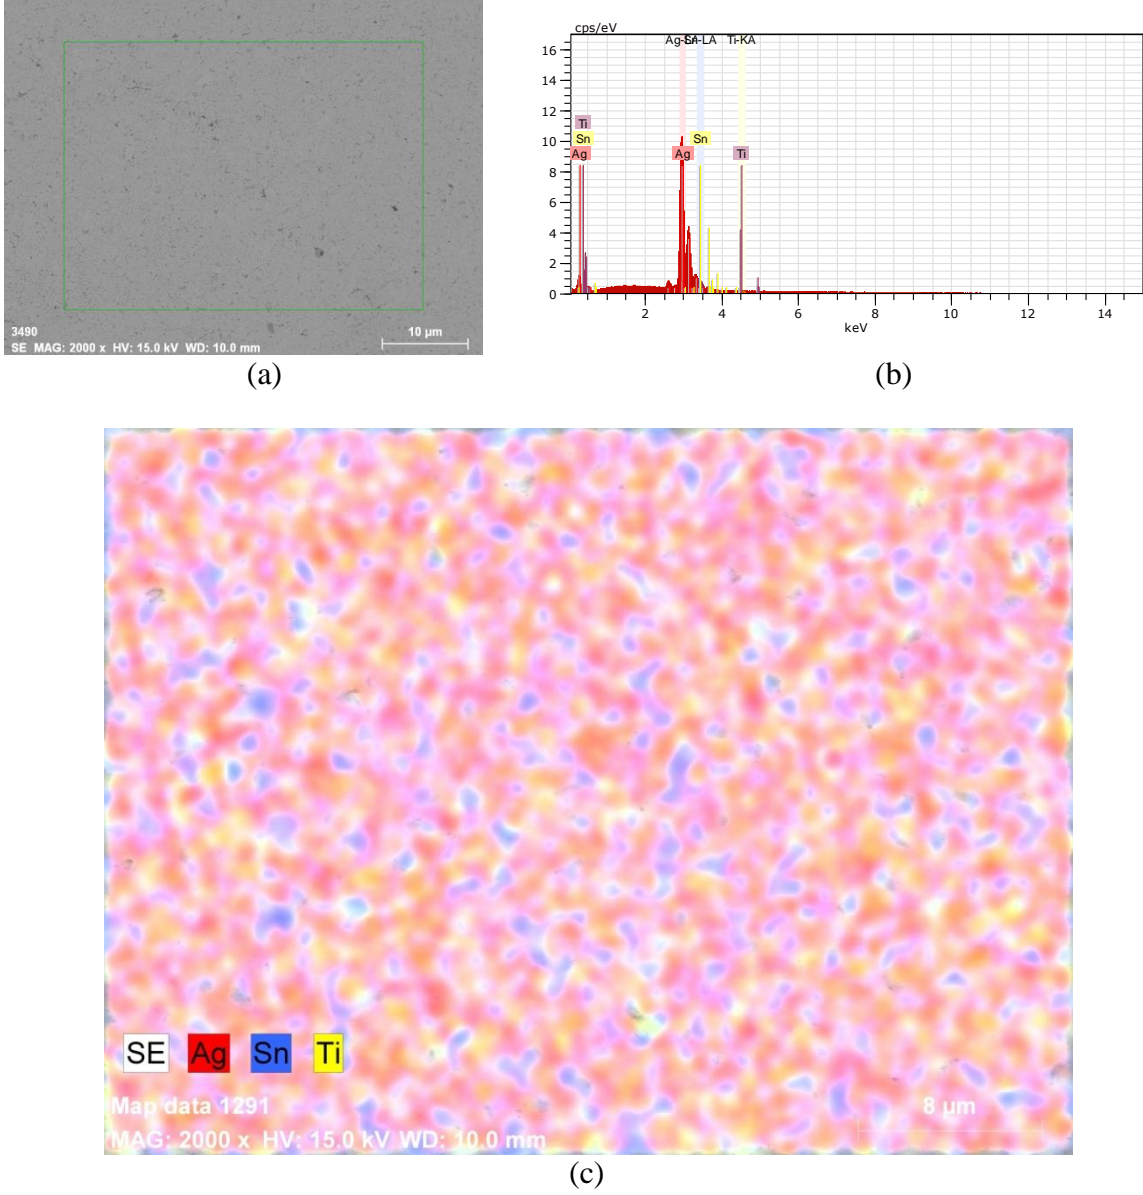 3490
10 µm
SE MAG: 2000 x HV: 15.0 kV WD: 10.0 mm
(a)
cps/eV
Ag-LA Sn-LA Ti-KA
16
14
12
10
8
6
4
2
0
Ti
Sn
Ag
Sn
Ag
Ti
2 4 6 8 10 12 14
keV
(b)
SE Ag Sn Ti
Map data 1291
8 µm
MAG: 2000 x HV: 15.0 kV WD: 10.0 mm
(c)